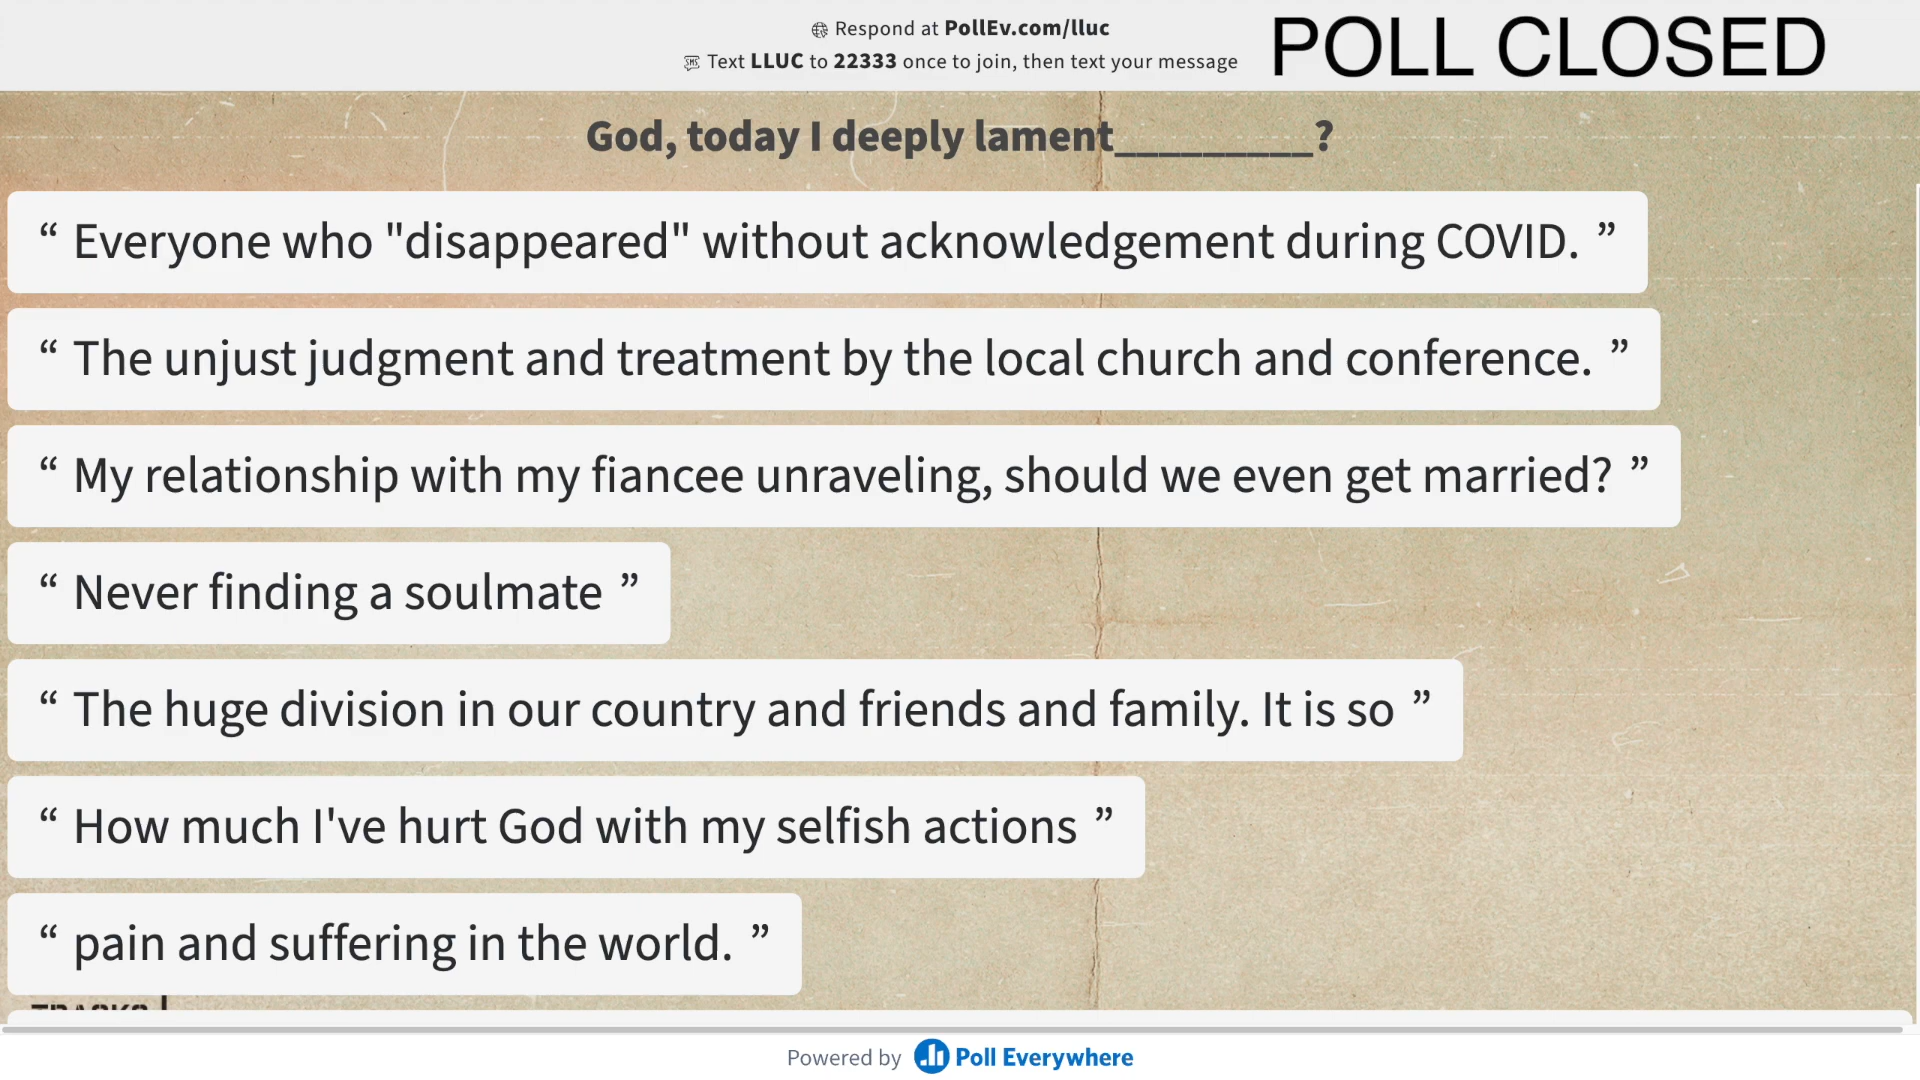 Respond at PollEv.com/lluc
Text LLUC to 22333 once to join, then text your message
POLL CLOSED
God, today I deeply lament_________?
“ Everyone who "disappeared" without acknowledgement during COVID. ”
“ The unjust judgment and treatment by the local church and conference. ”
“ My relationship with my fiancee unraveling, should we even get married? ”
“ Never finding a soulmate ”
“ The huge division in our country and friends and family. It is so ”
“ How much I've hurt God with my selfish actions ”
“ pain and suffering in the world. ”
Powered by Poll Everywhere